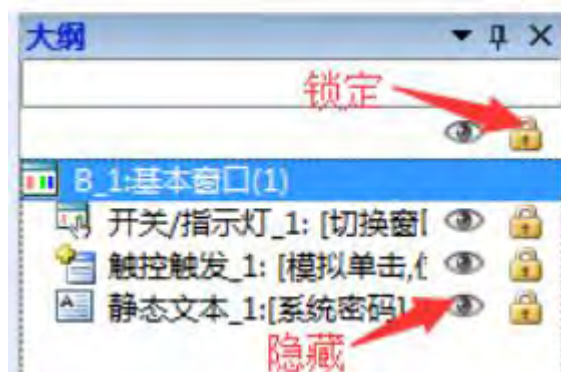 大纲
锁定
B_1:基本窗口(1)
开关/指示灯_1: [切换窗
触控触发_1: [模拟单击,
静态文本_1:[系统密码]
隐藏